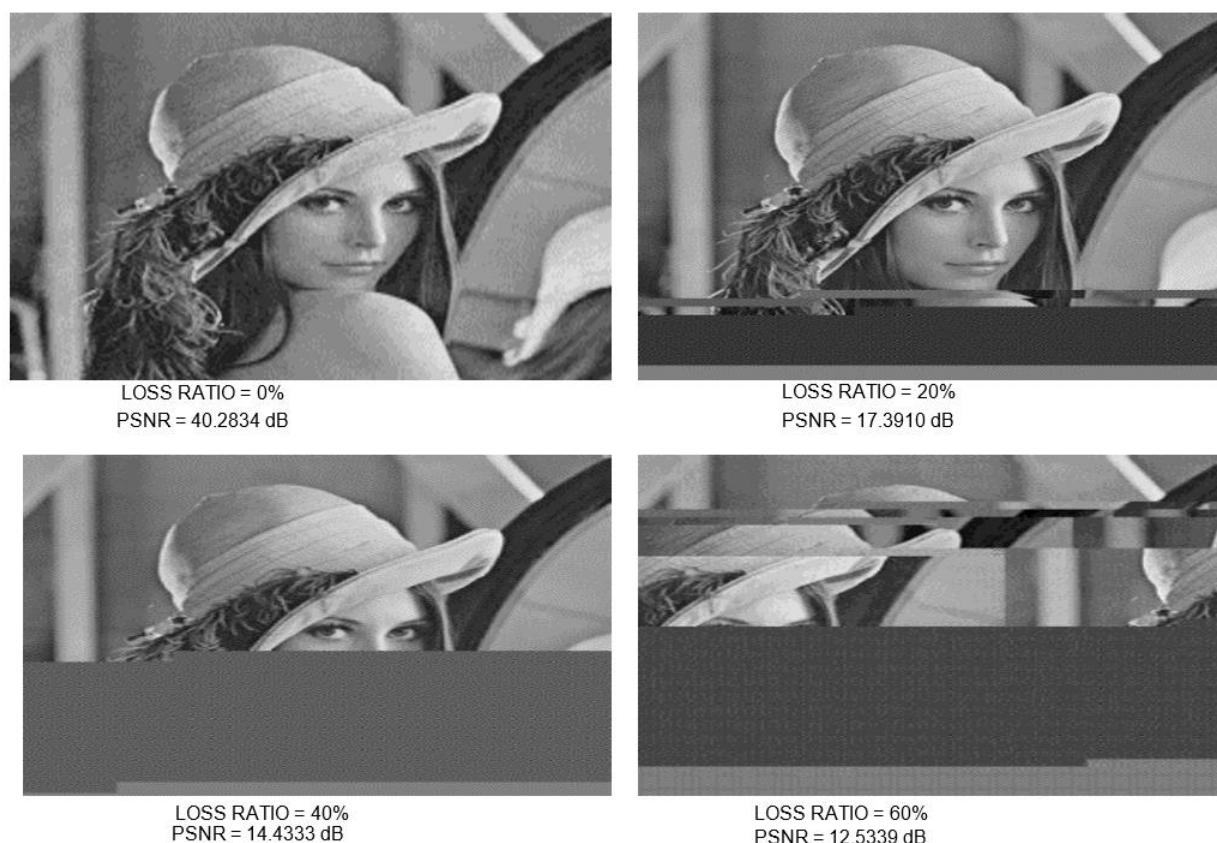 LOSS RATIO = 0%
PSNR = 40.2834 dB
LOSS RATIO = 20%
PSNR = 17.3910 dB
LOSS RATIO = 40%
PSNR = 14.4333 dB
LOSS RATIO = 60%
PSNR = 12.5339 dB